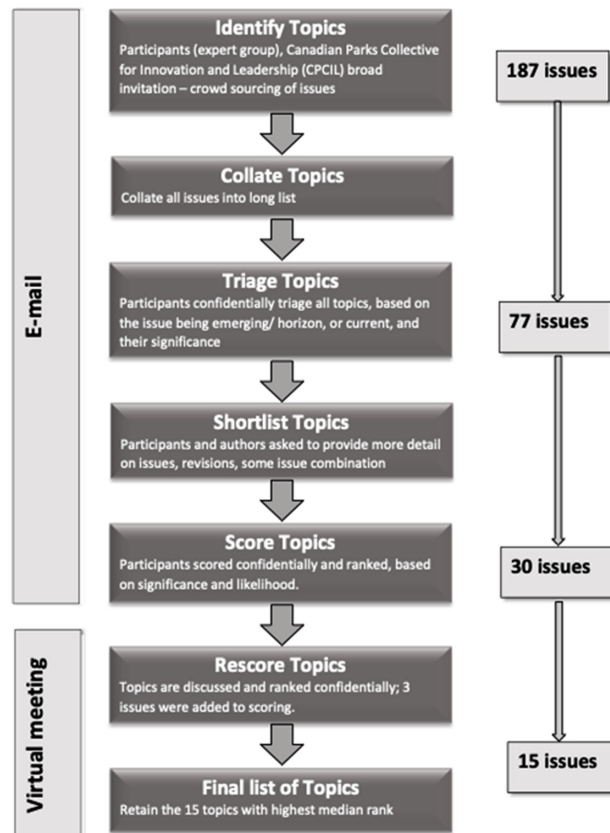 Identify Topics
Participants (expert group), Canadian Parks Collective
for Innovation and Leadership (CPCIL) broad
invitation – crowd sourcing of issues
187 issues
Collate Topics
Collate all issues into long list
E-mail
Triage Topics
Participants confidentially triage all topics, based on
the issue being emerging/ horizon, or current, and
their significance
77 issues
Shortlist Topics
Participants and authors asked to provide more detail
on issues, revisions, some issue combination
Score Topics
Participants scored confidentially and ranked, based
on significance and likelihood.
30 issues
Virtual meeting
Rescore Topics
Topics are discussed and ranked confidentially; 3
issues were added to scoring.
15 issues
Final list of Topics
Retain the 15 topics with highest median rank